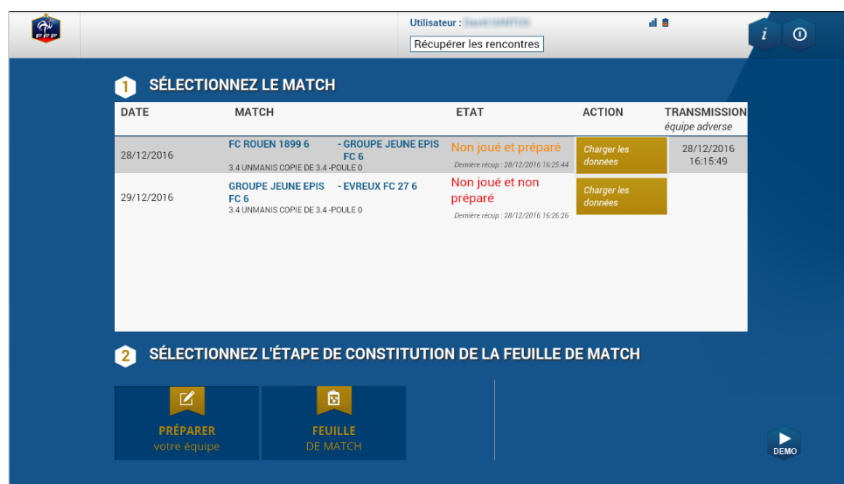 FFF
Utilisateur :
Récupérer les rencontres
i
1 SÉLECTIONNEZ LE MATCH
DATE MATCH ETAT ACTION TRANSMISSION
équipe adverse
28/12/2016
FC ROUEN 1899 6 - GROUPE JEUNE EPIS
FC 6
3.4 UNMANIS COPIE DE 3.4 -POULE 0
Non joué et préparé
Dernière récup : 28/12/2016 16:25:44
Charger les
données
28/12/2016
16:15:49
29/12/2016
GROUPE JEUNE EPIS - EVREUX FC 27 6
FC 6
3.4 UNMANIS COPIE DE 3.4 -POULE 0
Non joué et non
préparé
Dernière récup : 28/12/2016 16:26:26
Charger les
données
2 SÉLECTIONNEZ L'ÉTAPE DE CONSTITUTION DE LA FEUILLE DE MATCH
PRÉPARER
votre équipe
FEUILLE
DE MATCH
DEMO